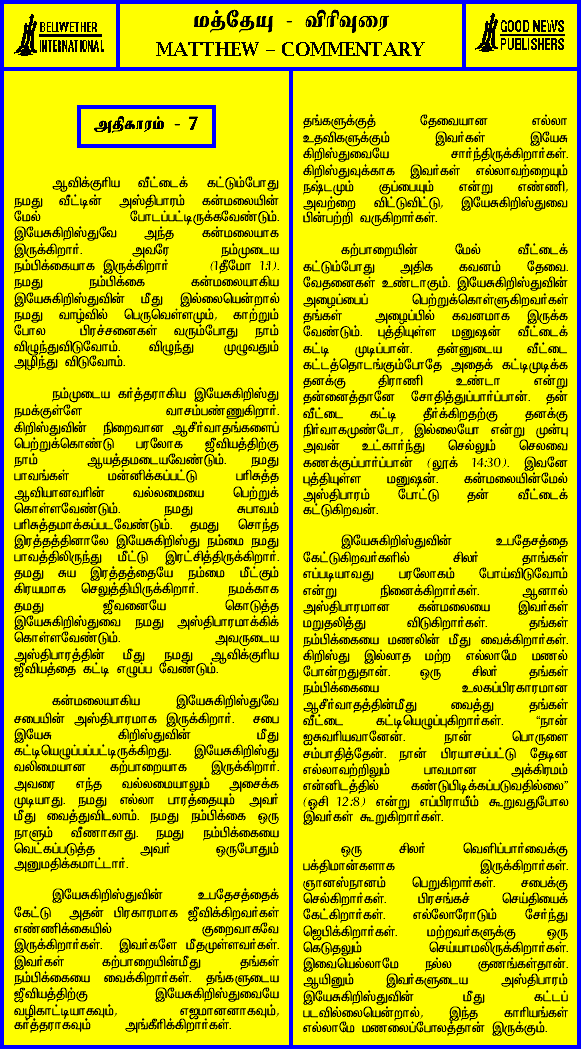 BELIWETHER
INTERNATIONAL
மத்தேயு - விரிவுரை
MATTHEW – COMMENTARY
GOOD NEWS
PUBLISHERS
அதிகாரம் - 7
ஆவிக்குரிய வீட்டைக் கட்டும்போது
நமது வீட்டின் அஸ்திபாரம் கன்மலையின்
மேல் போடப்பட்டிருக்கவேண்டும்.
இயேசுகிறிஸ்துவே அந்த கன்மலையாக
இருக்கிறார். அவரே நம்முடைய
நம்பிக்கையாக இருக்கிறார் (1தீமோ 1:1).
நமது நம்பிக்கை கன்மலையாகிய
இயேசுகிறிஸ்துவின் மீது இல்லையென்றால்
நமது வாழ்வில் பெருவெள்ளமும், காற்றும்
போல பிரச்சனைகள் வரும்போது நாம்
விழுந்துவிடுவோம். விழுந்து முழுவதும்
அழிந்து விடுவோம்.
நம்முடைய கர்த்தராகிய இயேசுகிறிஸ்து
நமக்குள்ளே வாசம்பண்ணுகிறார்.
கிறிஸ்துவின் நிறைவான ஆசீர்வாதங்களைப்
பெற்றுக்கொண்டு பரலோக ஜீவியத்திற்கு
நாம் ஆயத்தமடையவேண்டும். நமது
பாவங்கள் மன்னிக்கப்பட்டு பரிசுத்த
ஆவியானவரின் வல்லமையை பெற்றுக்
கொள்ளவேண்டும். நமது சுபாவம்
பரிசுத்தமாக்கப்படவேண்டும். தமது சொந்த
இரத்தத்தினாலே இயேசுகிறிஸ்து நம்மை நமது
பாவத்திலிருந்து மீட்டு இரட்சித்திருக்கிறார்.
தமது சுய இரத்தத்தையே நம்மை மீட்கும்
கிரயமாக செலுத்தியிருக்கிறார். நமக்காக
தமது ஜீவனையே கொடுத்த
இயேசுகிறிஸ்துவை நமது அஸ்திபாரமாக்கிக்
கொள்ளவேண்டும். அவருடைய
அஸ்திபாரத்தின் மீது நமது ஆவிக்குரிய
ஜீவியத்தை கட்டி எழுப்ப வேண்டும்.
கன்மலையாகிய இயேசுகிறிஸ்துவே
சபையின் அஸ்திபாரமாக இருக்கிறார். சபை
இயேசு கிறிஸ்துவின் மீது
கட்டியெழுப்பப்பட்டிருக்கிறது. இயேசுகிறிஸ்து
வலிமையான கற்பாறையாக இருக்கிறார்.
அவரை எந்த வல்லமையாலும் அசைக்க
முடியாது. நமது எல்லா பாரத்தையும் அவர்
மீது வைத்துவிடலாம். நமது நம்பிக்கை ஒரு
நாளும் வீணாகாது. நமது நம்பிக்கையை
வெட்கப்படுத்த அவர் ஒருபோதும்
அனுமதிக்கமாட்டார்.
இயேசுகிறிஸ்துவின் உபதேசத்தைக்
கேட்டு அதன் பிரகாரமாக ஜீவிக்கிறவர்கள்
எண்ணிக்கையில் குறைவாகவே
இருக்கிறார்கள். இவர்களே மீதமுள்ளவர்கள்.
இவர்கள் கற்பாறையின்மீது தங்கள்
நம்பிக்கையை வைக்கிறார்கள். தங்களுடைய
ஜீவியத்திற்கு இயேசுகிறிஸ்துவையே
வழிகாட்டியாகவும், எஜமானனாகவும்,
கர்த்தராகவும் அங்கீரிக்கிறார்கள்.
தங்களுக்குத் தேவையான எல்லா
உதவிகளுக்கும் இவர்கள் இயேசு
கிறிஸ்துவையே சார்ந்திருக்கிறார்கள்.
கிறிஸ்துவுக்காக இவர்கள் எல்லாவற்றையும்
நஷ்டமும் குப்பையும் என்று எண்ணி,
அவற்றை விட்டுவிட்டு, இயேசுகிறிஸ்துவை
பின்பற்றி வருகிறார்கள்.
கற்பாறையின் மேல் வீட்டைக்
கட்டும்போது அதிக கவனம் தேவை.
வேதனைகள் உண்டாகும். இயேசுகிறிஸ்துவின்
அழைப்பைப் பெற்றுக்கொள்ளுகிறவர்கள்
தங்கள் அழைப்பில் கவனமாக இருக்க
வேண்டும். புத்தியுள்ள மனுஷன் வீட்டைக்
கட்டி முடிப்பான். தன்னுடைய வீட்டை
கட்டத்தொடங்கும்போதே அதைக் கட்டிமுடிக்க
தனக்கு திராணி உண்டா என்று
தன்னைத்தானே சோதித்துப்பார்ப்பான். தன்
வீட்டை கட்டி தீர்க்கிறதற்கு தனக்கு
நிர்வாகமுண்டோ, இல்லையோ என்று முன்பு
அவன் உட்கார்ந்து செல்லும் செலவை
கணக்குப்பார்ப்பான் (லூக் 14:30). இவனே
புத்தியுள்ள மனுஷன். கன்மலையின்மேல்
அஸ்திபாரம் போட்டு தன் வீட்டைக்
கட்டுகிறவன்.
இயேசுகிறிஸ்துவின் உபதேசத்தை
கேட்டுகிறவர்களில் சிலர் தாங்கள்
எப்படியாவது பரலோகம் போய்விடுவோம்
என்று நினைக்கிறார்கள். ஆனால்
அஸ்திபாரமான கன்மலையை இவர்கள்
மறுதலித்து விடுகிறார்கள். தங்கள்
நம்பிக்கையை மணலின் மீது வைக்கிறார்கள்.
கிறிஸ்து இல்லாத மற்ற எல்லாமே மணல்
போன்றதுதான். ஒரு சிலர் தங்கள்
நம்பிக்கையை உலகப்பிரகாரமான
ஆசீர்வாதத்தின்மீது வைத்து தங்கள்
வீட்டை கட்டியெழுப்புகிறார்கள். “நான்
ஐசுவரியவானேன். நான் பொருளை
சம்பாதித்தேன். நான் பிரயாசப்பட்டு தேடின
எல்லாவற்றிலும் பாவமான அக்கிரமம்
என்னிடத்தில் கண்டுபிடிக்கப்படுவதில்லை”
(ஒசி 12:8) என்று எப்பிராயீம் கூறுவதுபோல
இவர்கள் கூறுகிறார்கள்.
ஒரு சிலர் வெளிப்பார்வைக்கு
பக்திமான்களாக இருக்கிறார்கள்.
ஞானஸ்நானம் பெறுகிறார்கள். சபைக்கு
செல்கிறார்கள். பிரசங்கச் செய்தியைக்
கேட்கிறார்கள். எல்லோரோடும் சேர்ந்து
ஜெபிக்கிறார்கள். மற்றவர்களுக்கு ஒரு
கெடுதலும் செய்யாமலிருக்கிறார்கள்.
இவையெல்லாமே நல்ல குணங்கள்தான்.
ஆயினும் இவர்களுடைய அஸ்திபாரம்
இயேசுகிறிஸ்துவின் மீது கட்டப்
படவில்லையென்றால், இந்த காரியங்கள்
எல்லாமே மணலைப்போலத்தான் இருக்கும்.